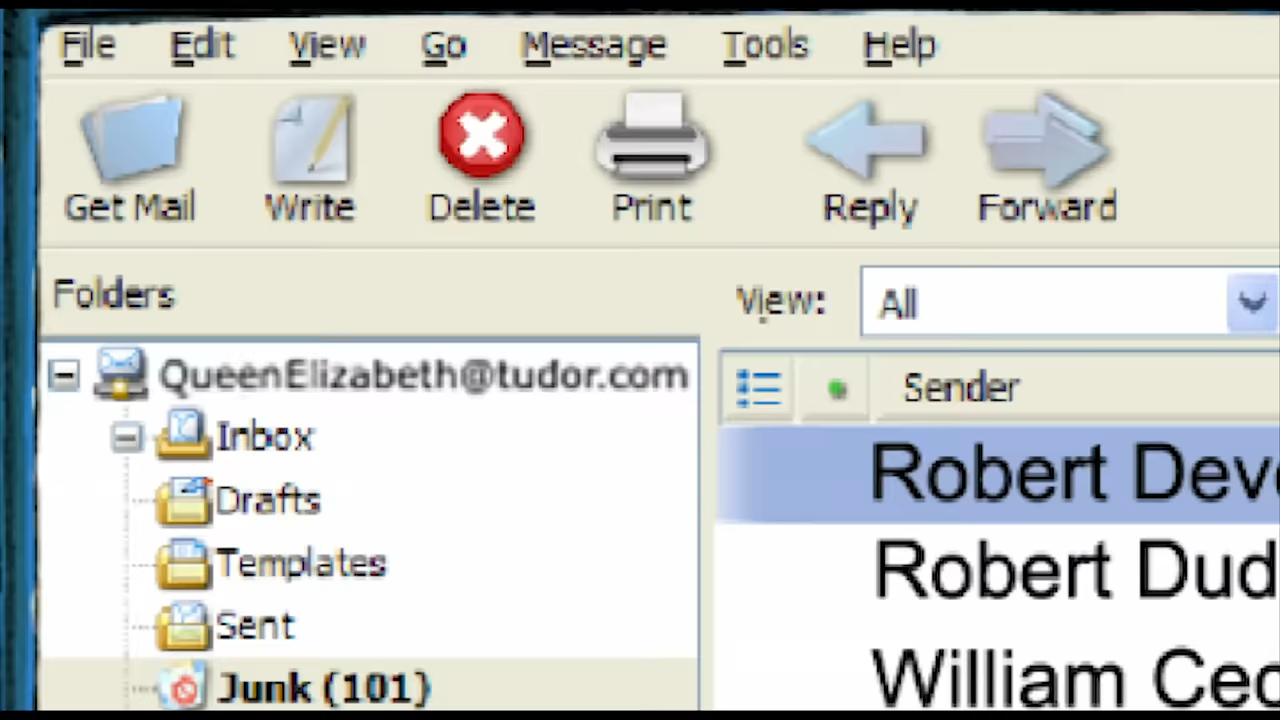 File Edit View Go Message Tools Help
Get Mail Write Delete Print Reply Forward
Folders
View: All
QueenElizabeth@tudor.com
Inbox
Drafts
Templates
Sent
Junk (101)
Sender
Robert Deve
Robert Dud
William Cec